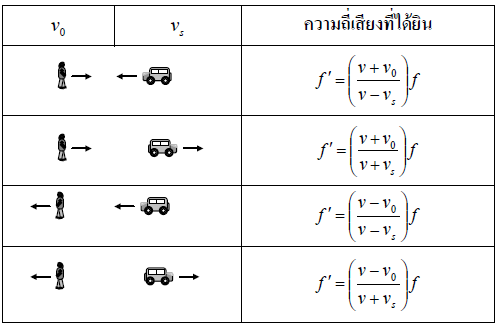 v₀ vₛ ความถี่เสียงที่ได้ยิน
f′ = ( (v + v₀) / (v − vₛ) ) f
f′ = ( (v + v₀) / (v + vₛ) ) f
f′ = ( (v − v₀) / (v − vₛ) ) f
f′ = ( (v − v₀) / (v + vₛ) ) f